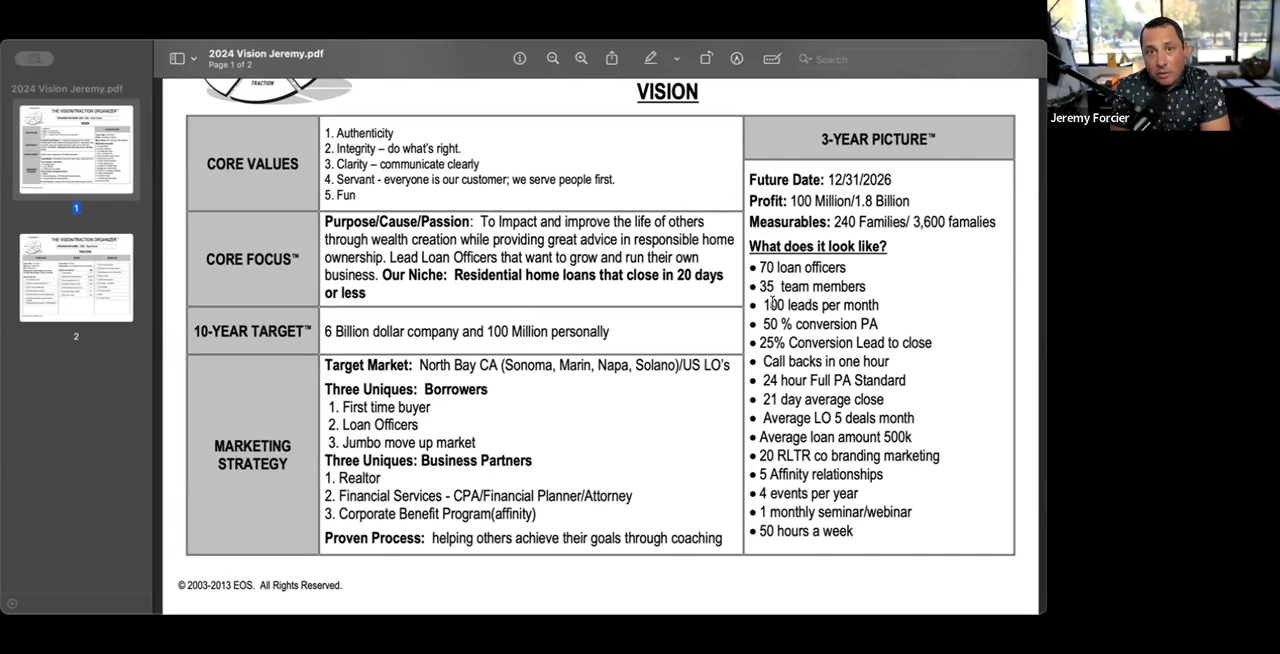 2024 Vision Jeremy.pdf
Page 1 of 2
Search
2024 Vision Jeremy.pdf
THE VISION/TRACTION ORGANIZER
1
THE VISION/TRACTION ORGANIZER
2
TRACTION
VISION
CORE VALUES
1. Authenticity
2. Integrity – do what's right.
3. Clarity – communicate clearly
4. Servant - everyone is our customer; we serve people first.
5. Fun
CORE FOCUS™
Purpose/Cause/Passion: To Impact and improve the life of others
through wealth creation while providing great advice in responsible home
ownership. Lead Loan Officers that want to grow and run their own
business. Our Niche: Residential home loans that close in 20 days
or less
10-YEAR TARGET™
6 Billion dollar company and 100 Million personally
MARKETING
STRATEGY
Target Market: North Bay CA (Sonoma, Marin, Napa, Solano)/US LO's
Three Uniques: Borrowers
1. First time buyer
2. Loan Officers
3. Jumbo move up market
Three Uniques: Business Partners
1. Realtor
2. Financial Services - CPA/Financial Planner/Attorney
3. Corporate Benefit Program(affinity)
Proven Process: helping others achieve their goals through coaching
3-YEAR PICTURE™
Future Date: 12/31/2026
Profit: 100 Million/1.8 Billion
Measurables: 240 Families/ 3,600 famalies
What does it look like?
• 70 loan officers
• 35 team members
• 100 leads per month
• 50 % conversion PA
• 25% Conversion Lead to close
• Call backs in one hour
• 24 hour Full PA Standard
• 21 day average close
• Average LO 5 deals month
• Average loan amount 500k
• 20 RLTR co branding marketing
• 5 Affinity relationships
• 4 events per year
• 1 monthly seminar/webinar
• 50 hours a week
© 2003-2013 EOS. All Rights Reserved.
Jeremy Forcier